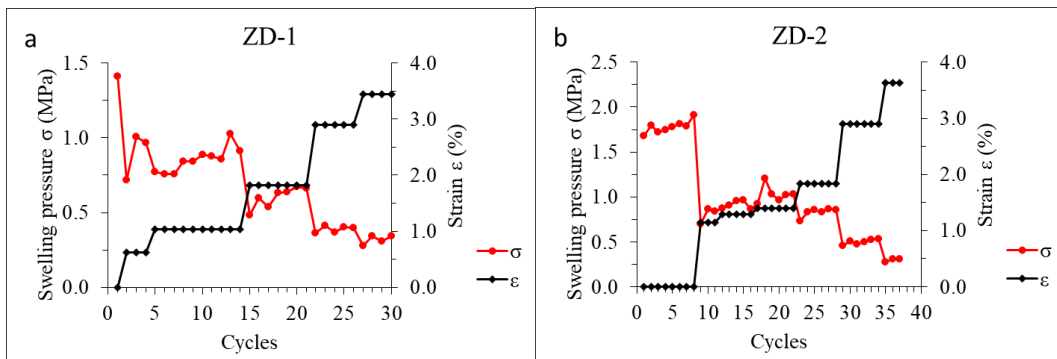 a
ZD-1
Swelling pressure σ (MPa)
1.5
1.0
0.5
0.0
4.0
3.0
2.0
1.0
0.0
Strain ε (%)
0 5 10 15 20 25 30
Cycles
σ
ε
b
ZD-2
Swelling pressure σ (MPa)
2.5
2.0
1.5
1.0
0.5
0.0
4.0
3.0
2.0
1.0
0.0
Strain ε (%)
0 5 10 15 20 25 30 35 40
Cycles
σ
ε